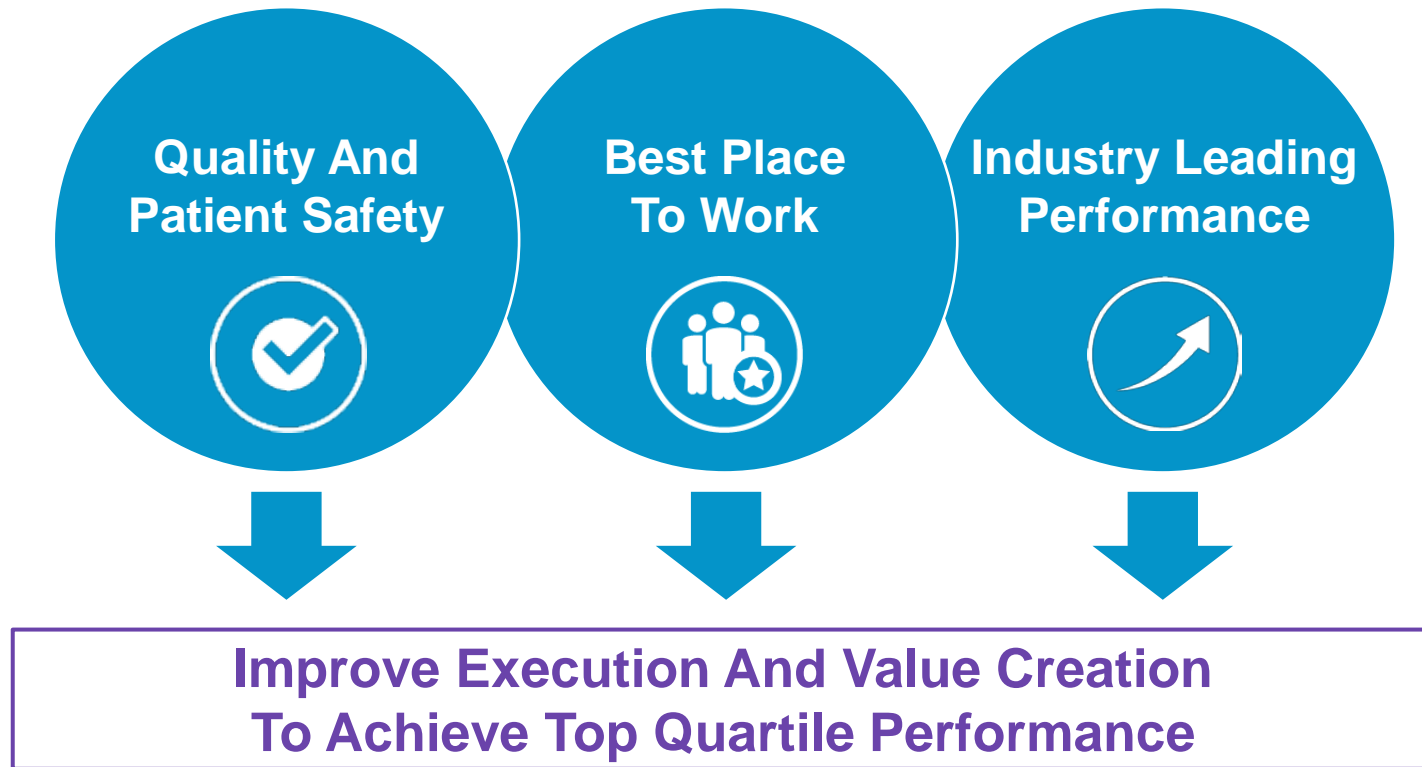 Quality And
Patient Safety
Best Place
To Work
Industry Leading
Performance
Improve Execution And Value Creation
To Achieve Top Quartile Performance